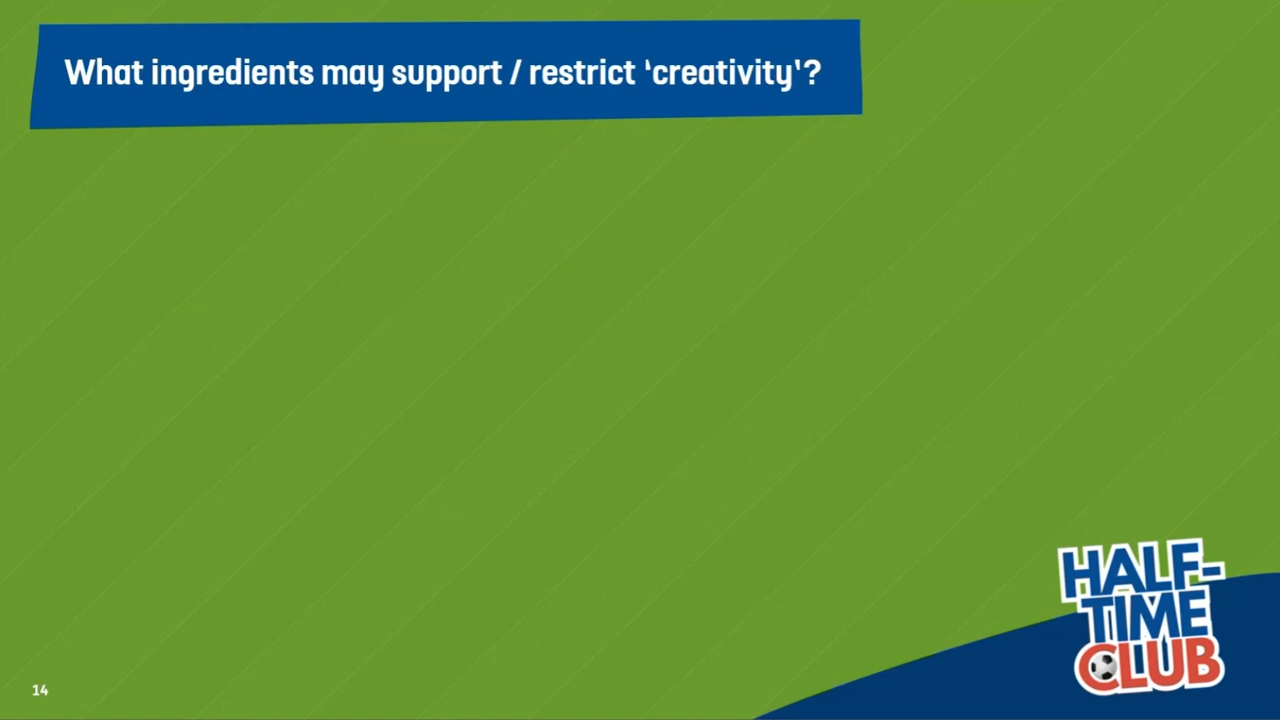 What ingredients may support / restrict ‘creativity’?
HALF-
TIME
CLUB
14